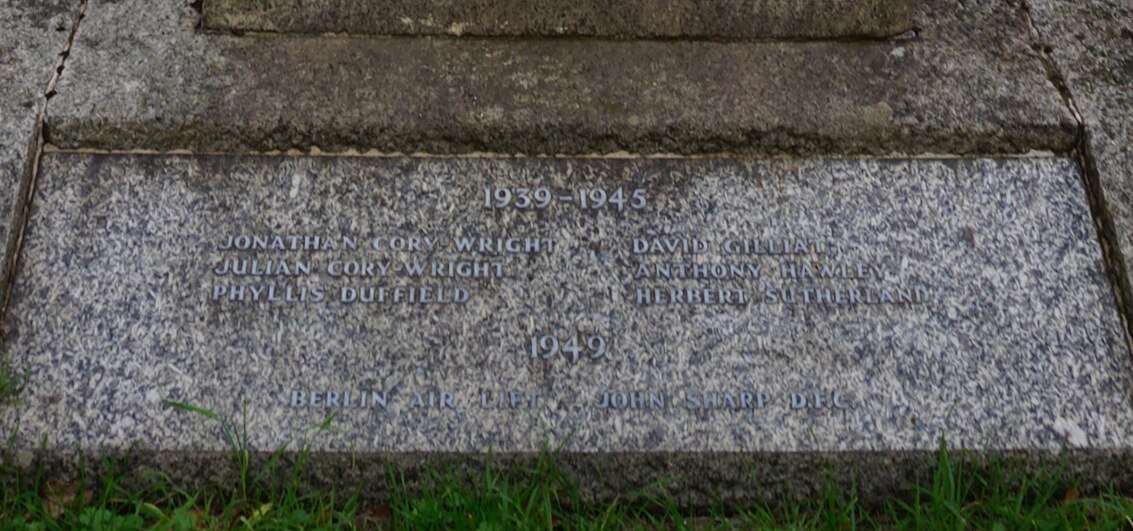 1939-1945
JONATHAN CORY-WRIGHT DAVID GILLIAT
JULIAN CORY-WRIGHT ANTHONY HAWLEY
PHYLLIS DUFFIELD HERBERT SUTHERLAND
1949
BERLIN AIR LIFT JOHN SHARP D.F.C.